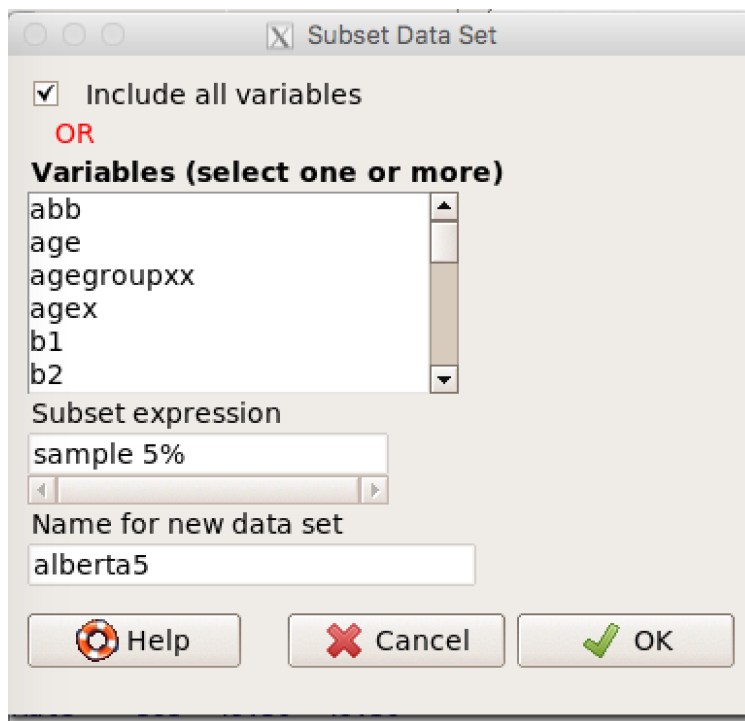 Subset Data Set
Include all variables
OR
Variables (select one or more)
abb
age
agegroupxx
agex
b1
b2
Subset expression
sample 5%
Name for new data set
alberta5
Help Cancel OK